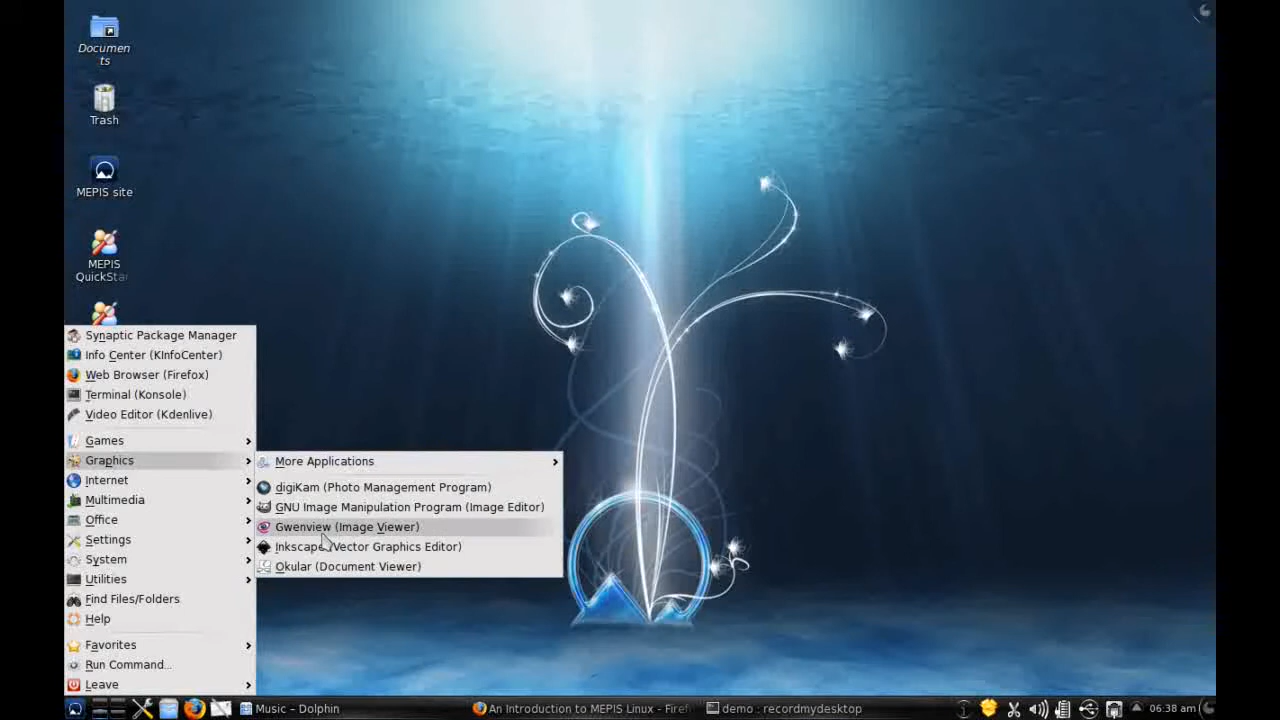 Documen
ts
Trash
MEPIS site
MEPIS
QuickSta
Synaptic Package Manager
Info Center (KInfoCenter)
Web Browser (Firefox)
Terminal (Konsole)
Video Editor (Kdenlive)
Games
Graphics
Internet
Multimedia
Office
Settings
System
Utilities
Find Files/Folders
Help
Favorites
Run Command...
Leave
More Applications
digiKam (Photo Management Program)
GNU Image Manipulation Program (Image Editor)
Gwenview (Image Viewer)
Inkscape (Vector Graphics Editor)
Okular (Document Viewer)
Music – Dolphin
An Introduction to MEPIS Linux - Firef
demo : recordmydesktop
06:38 am